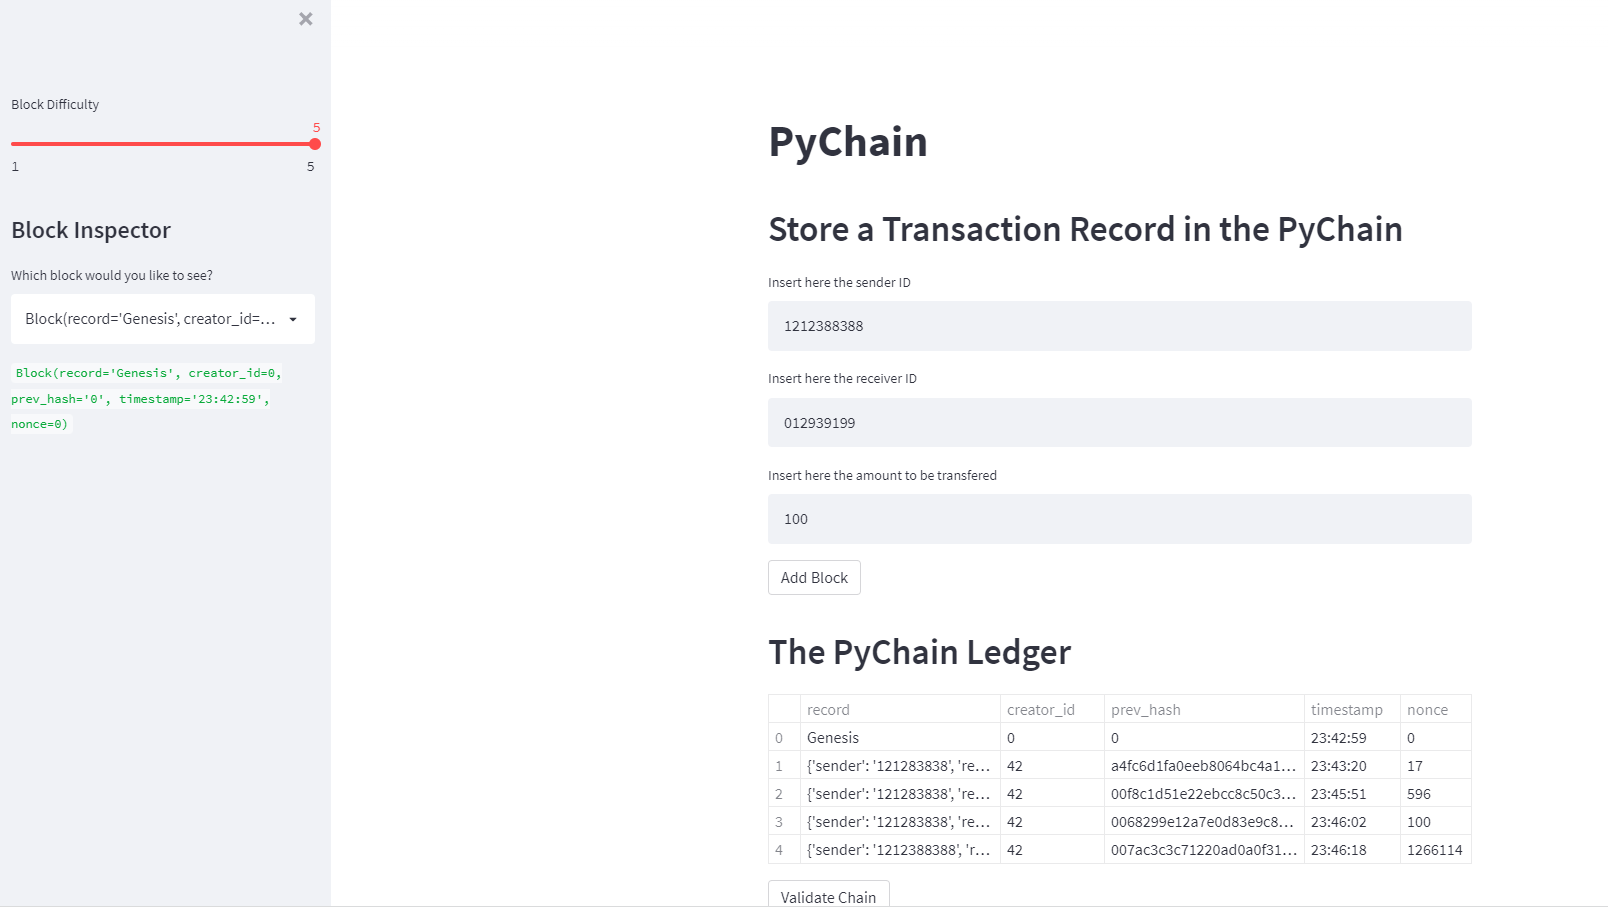 ×
Block Difficulty
5
1 5
Block Inspector
Which block would you like to see?
Block(record='Genesis', creator_id=...
Block(record='Genesis', creator_id=0,
prev_hash='0', timestamp='23:42:59',
nonce=0)
PyChain
Store a Transaction Record in the PyChain
Insert here the sender ID
1212388388
Insert here the receiver ID
012939199
Insert here the amount to be transfered
100
Add Block
The PyChain Ledger
record creator_id prev_hash timestamp nonce
0 Genesis 0 0 23:42:59 0
1 {'sender': '121283838', 're... 42 a4fc6d1fa0eeb8064bc4a1... 23:43:20 17
2 {'sender': '121283838', 're... 42 00f8c1d51e22ebcc8c50c3... 23:45:51 596
3 {'sender': '121283838', 're... 42 0068299e12a7e0d83e9c8... 23:46:02 100
4 {'sender': '1212388388', 'r... 42 007ac3c3c71220ad0a0f31... 23:46:18 1266114
Validate Chain